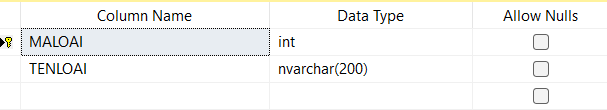 Column Name Data Type Allow Nulls
MALOAI int
TENLOAI nvarchar(200)